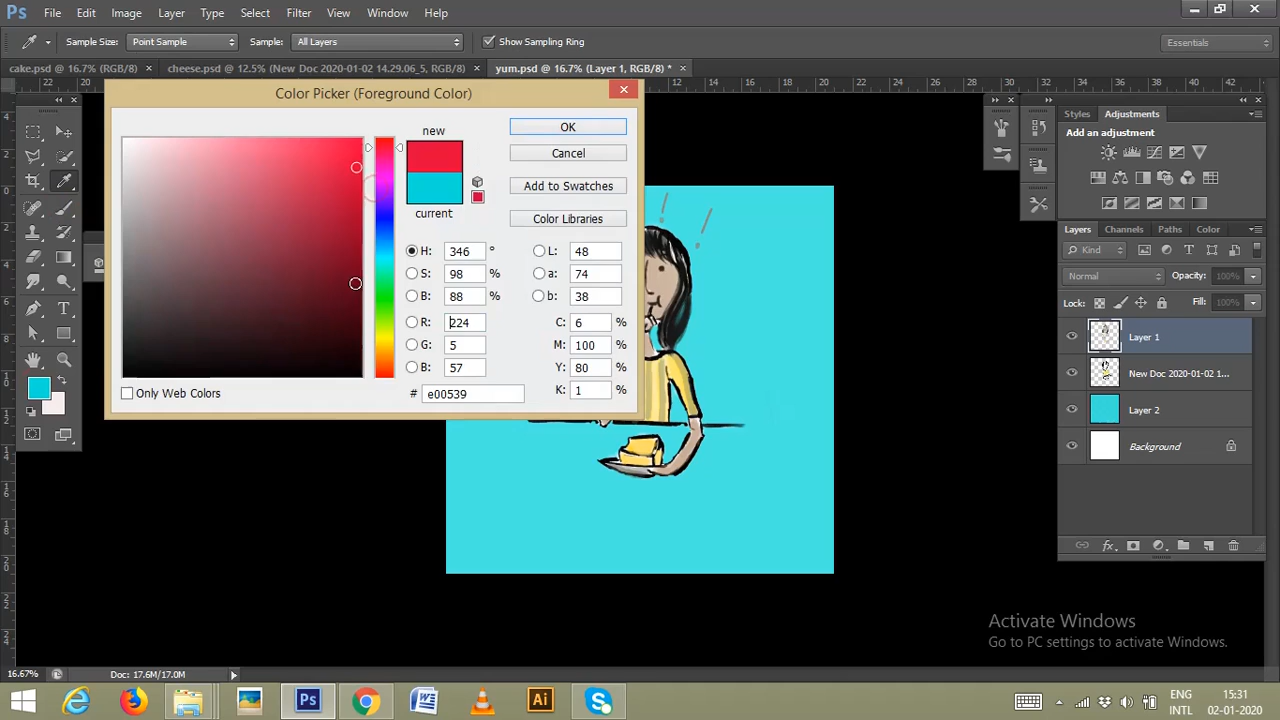 Ps File Edit Image Layer Type Select Filter 3D View Window Help
Sample Size: Point Sample Sample: All Layers Show Sampling Ring Essentials
cake.psd @ 16.7% (RGB/8) × cheese.psd @ 12.5% (New Doc 2020-01-02 14.29.06_5, RGB/8) × yum.psd @ 16.7% (Layer 1, RGB/8) * ×
Color Picker (Foreground Color)
new
current
OK
Cancel
Add to Swatches
Color Libraries
H: 346 ° L: 48
S: 98 % a: 74
B: 88 % b: 38
R: 224 C: 6 %
G: 5 M: 100 %
B: 57 Y: 80 %
# e00539 K: 1 %
Only Web Colors
Styles Adjustments
Add an adjustment
Layers Channels Paths Color
Kind
Normal Opacity: 100%
Lock: Fill: 100%
Layer 1
New Doc 2020-01-02 1...
Layer 2
Background
Activate Windows
Go to PC settings to activate Windows.
16.67% Doc: 17.6M/17.0M
Ps W Ai S ENG 15:31
INTL 02-01-2020